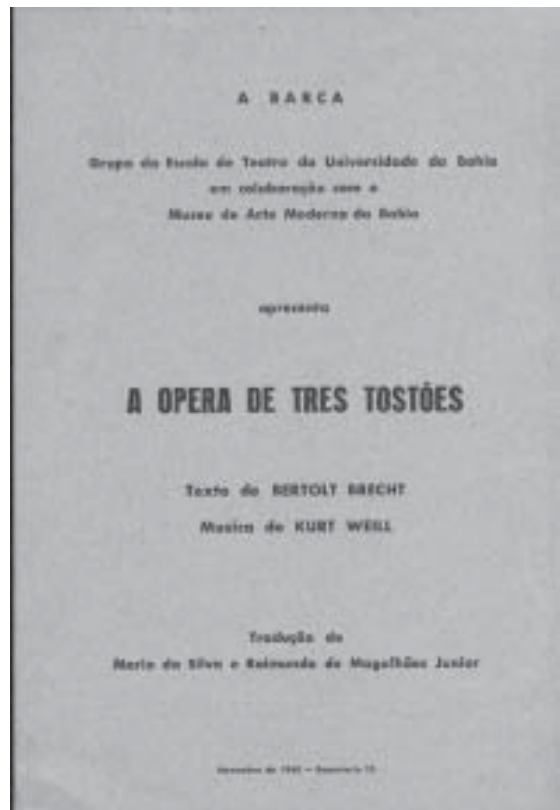 A BARCA
Grupo da Escola de Teatro da Universidade da Bahia
em colaboração com o
Museu de Arte Moderna da Bahia
apresenta
A OPERA DE TRES TOSTÕES
Texto de BERTOLT BRECHT
Musica de KURT WEILL
Tradução de
Mario da Silva e Raimundo de Magalhães Junior
de